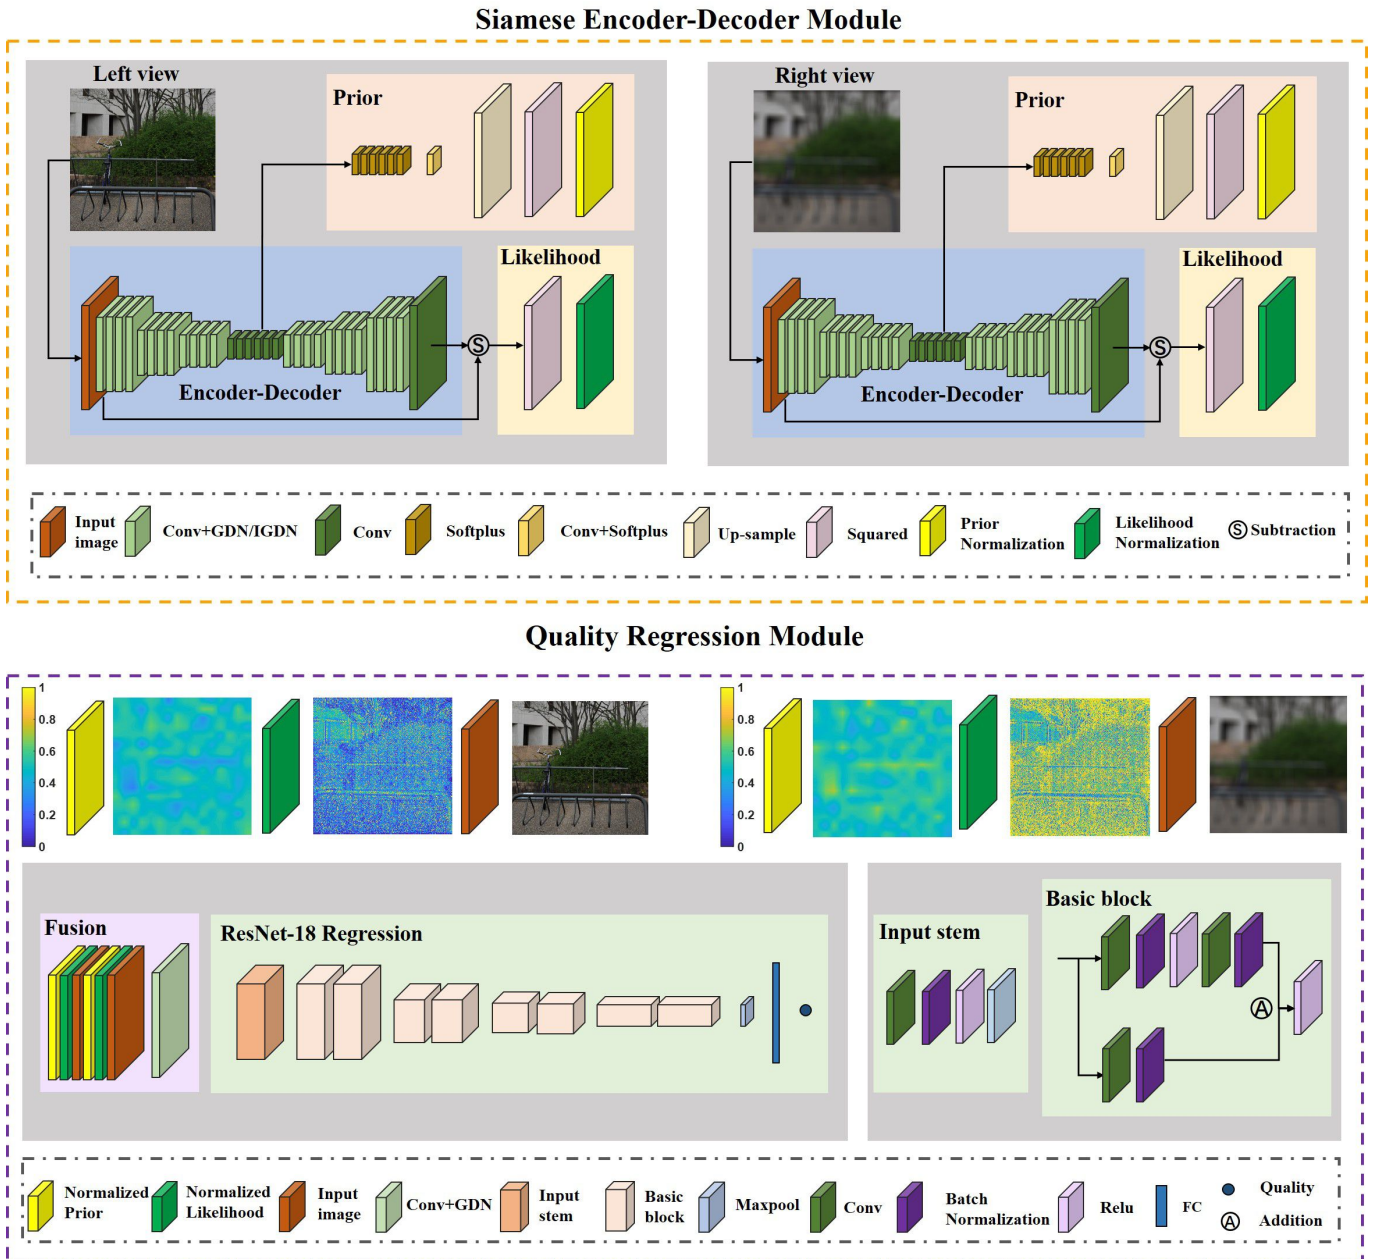 Siamese Encoder-Decoder Module
Left view
Prior
Likelihood
Encoder-Decoder
S
Right view
Prior
Likelihood
Encoder-Decoder
S
Input
image
Conv+GDN/IGDN
Conv
Softplus
Conv+Softplus
Up-sample
Squared
Prior
Normalization
Likelihood
Normalization
S Subtraction
Quality Regression Module
1
0.8
0.6
0.4
0.2
0
1
0.8
0.6
0.4
0.2
0
Fusion
ResNet-18 Regression
Input stem
Basic block
A
Normalized
Prior
Normalized
Likelihood
Input
image
Conv+GDN
Input
stem
Basic
block
Maxpool
Conv
Batch
Normalization
Relu
FC
Quality
A Addition